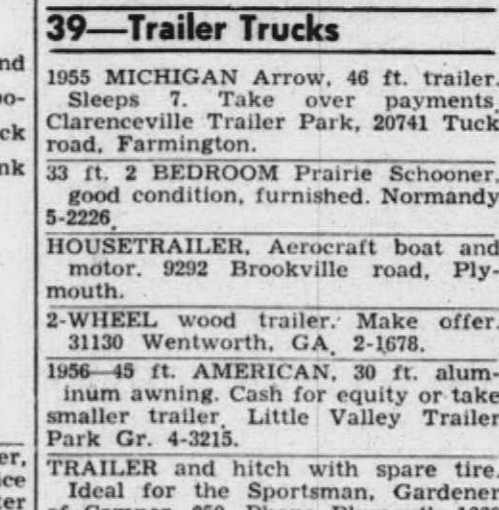 39—Trailer Trucks
1955 MICHIGAN Arrow, 46 ft. trailer.
Sleeps 7. Take over payments
Clarenceville Trailer Park, 20741 Tuck
road, Farmington.
33 ft. 2 BEDROOM Prairie Schooner,
good condition, furnished. Normandy
5-2226.
HOUSETRAILER, Aerocraft boat and
motor. 9292 Brookville road, Ply-
mouth.
2-WHEEL wood trailer. Make offer.
31130 Wentworth, GA. 2-1678.
1956—45 ft. AMERICAN, 30 ft. alum-
inum awning. Cash for equity or take
smaller trailer. Little Valley Trailer
Park Gr. 4-3215.
TRAILER and hitch with spare tire.
Ideal for the Sportsman, Gardener